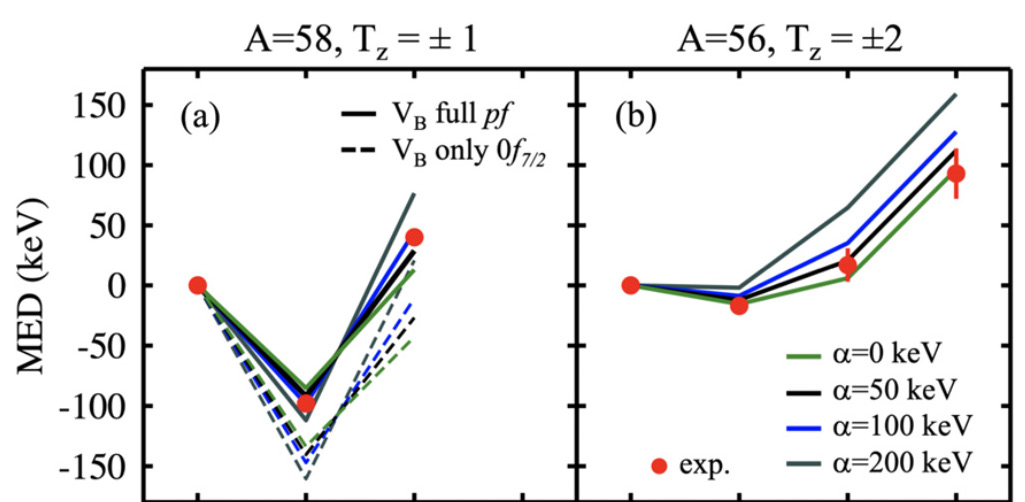 A=58, T_z = ± 1
A=56, T_z = ±2
MED (keV)
150
100
50
0
-50
-100
-150
(a)
V_B full pf
V_B only 0f_7/2
(b)
α=0 keV
α=50 keV
α=100 keV
α=200 keV
exp.